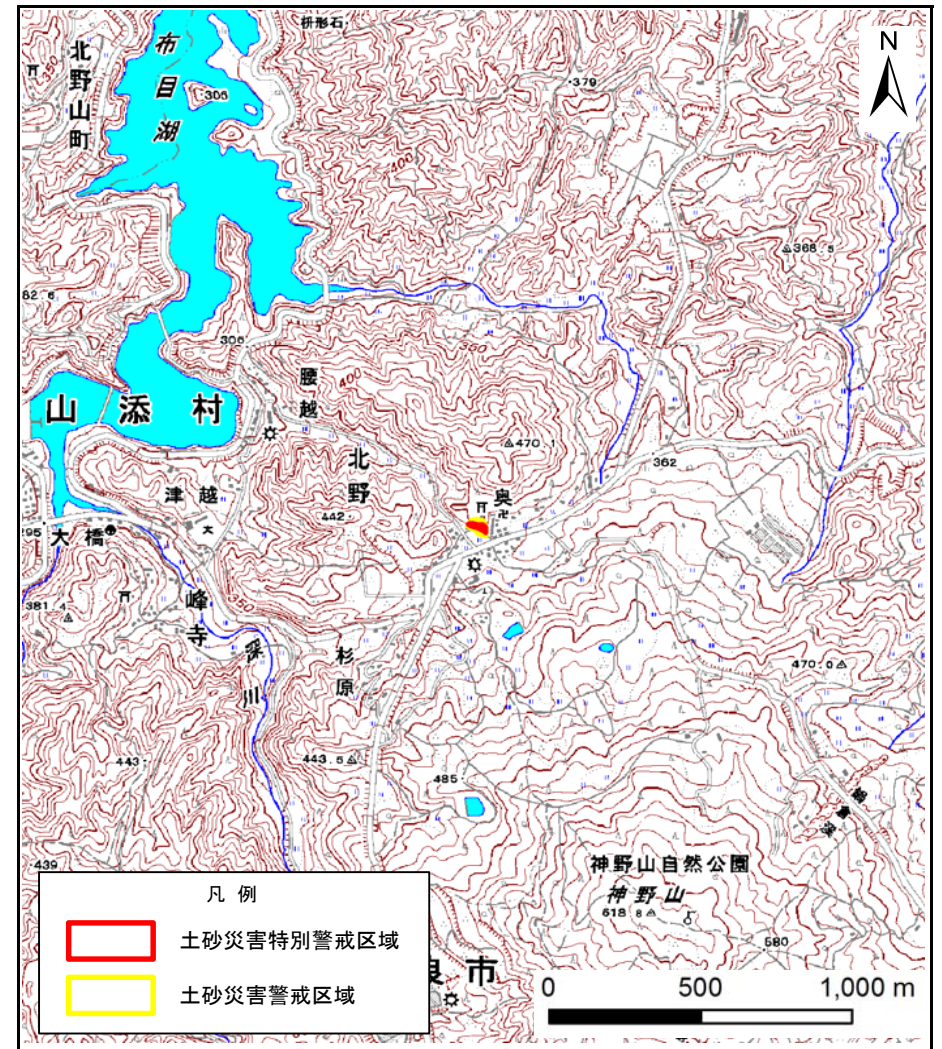 枡形石
N
布目湖
北野山町
350
306
379
400
368.5
82.6
306
350
腰越
400
山添村
北野
470.1
362
津越
奥
442
295
大橋
381.4
峰寺
350
深川
杉原
470.0
443
443.5
485
439
神野山自然公園
神野山
618.8
580
良市
凡 例
土砂災害特別警戒区域
土砂災害警戒区域
0 500 1,000 m